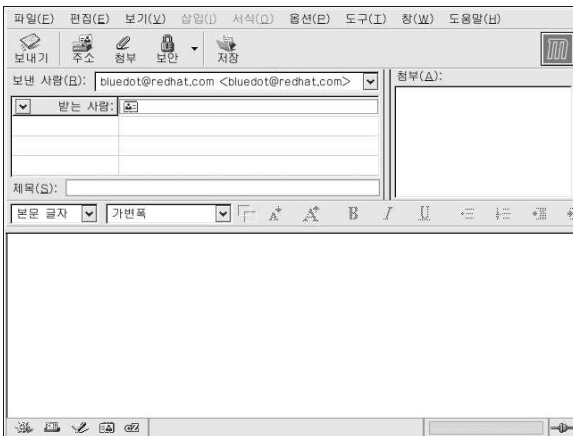 파일(F) 편집(E) 보기(V) 삽입(I) 서식(O) 옵션(P) 도구(T) 창(W) 도움말(H)
보내기 주소 첨부 보안 저장
보낸 사람(R): bluedot@redhat.com <bluedot@redhat.com> 첨부(A):
받는 사람:
제목(S):
본문 글자 가변폭 A A B I U